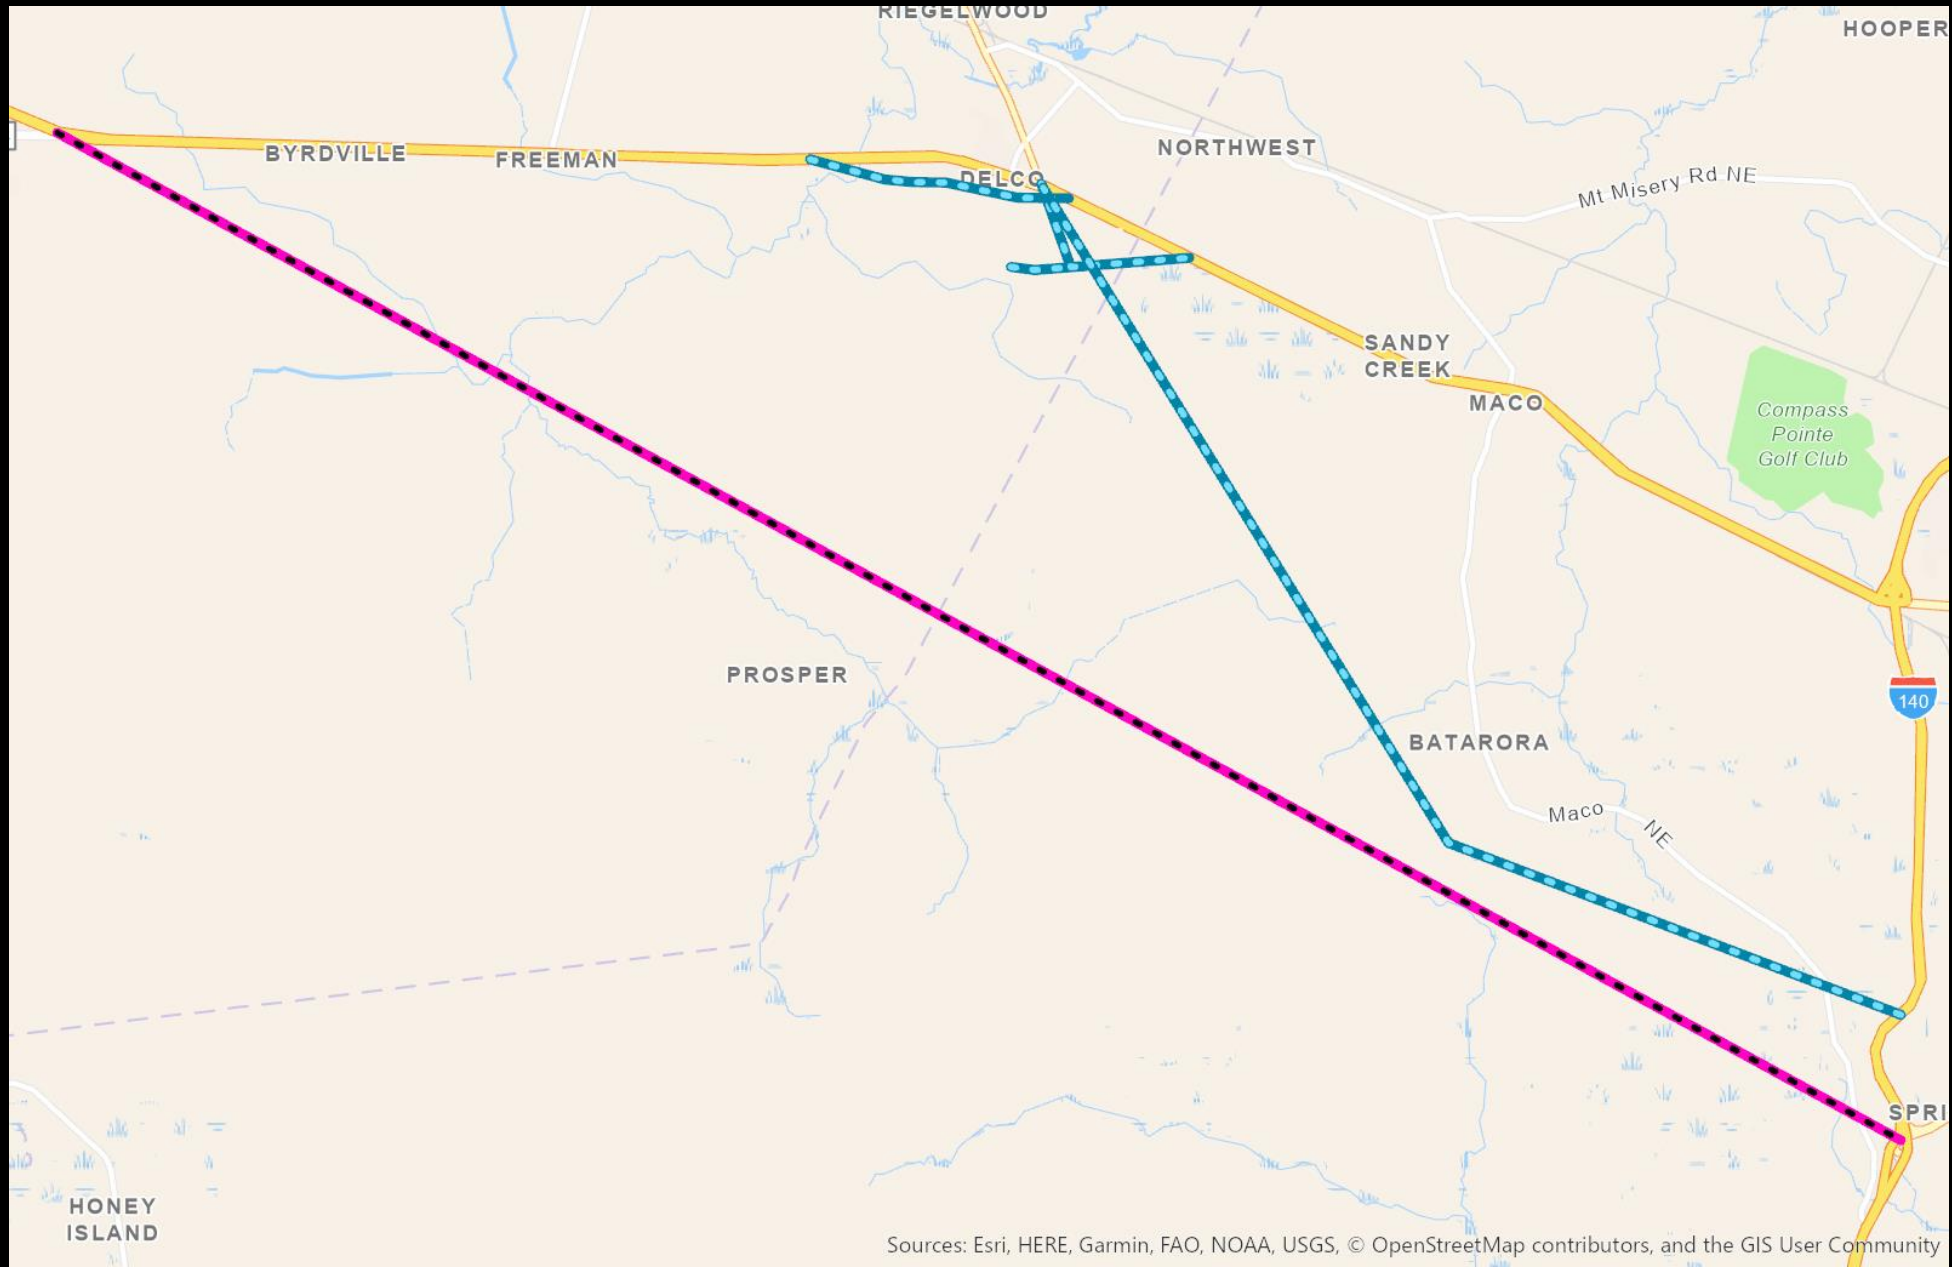 RIEGELWOOD
HOOPER
BYRDVILLE
FREEMAN
NORTHWEST
DELCO
Mt Misery Rd NE
SANDY
CREEK
MACO
Compass
Pointe
Golf Club
PROSPER
140
BATARORA
Maco
NE
SPRI
HONEY
ISLAND
Sources: Esri, HERE, Garmin, FAO, NOAA, USGS, © OpenStreetMap contributors, and the GIS User Community